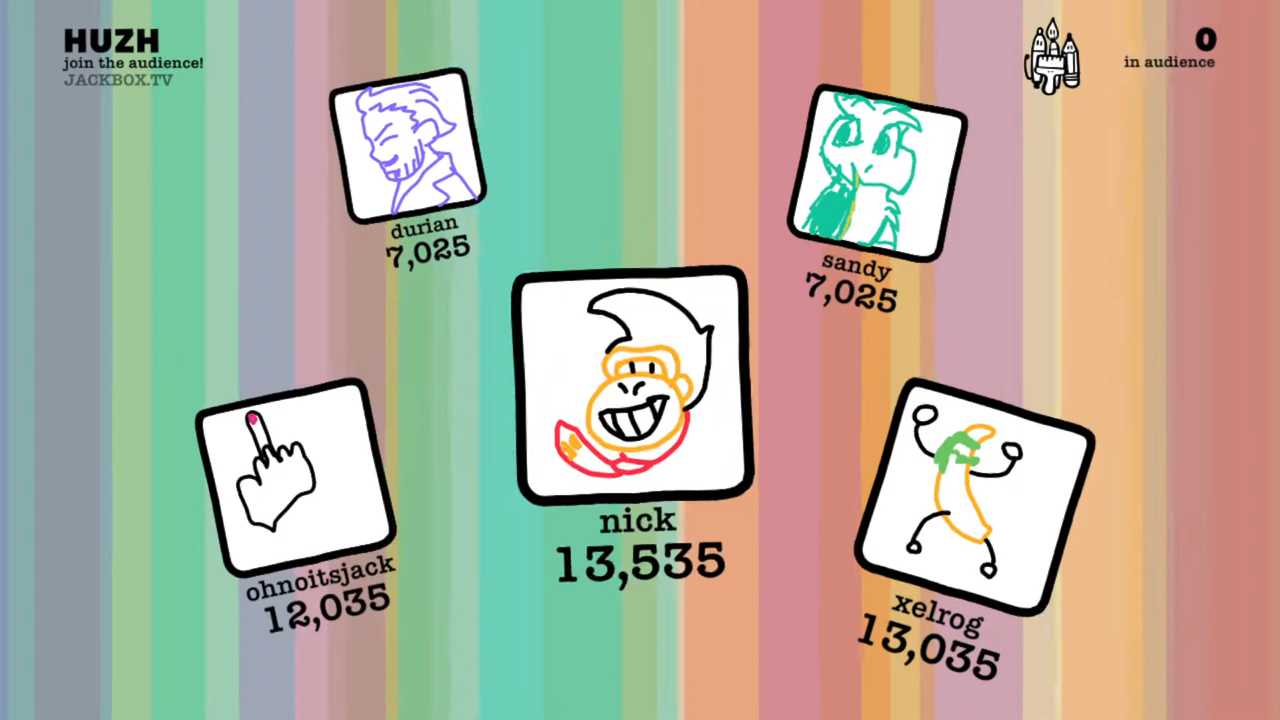 HUZH
join the audience!
JACKBOX.TV
0
in audience
durian
7,025
sandy
7,025
nick
13,535
ohnoitsjack
12,035
xelrog
13,035